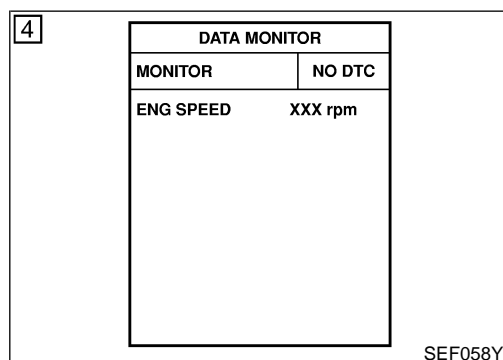 4
DATA MONITOR
MONITOR NO DTC
ENG SPEED XXX rpm
SEF058Y